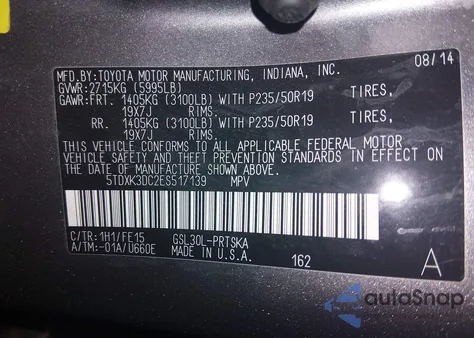 MFD.BY:TOYOTA MOTOR MANUFACTURING, INDIANA, INC. 08/14
GVWR:2715KG (5995LB)
GAWR:FRT. 1405KG (3100LB) WITH P235/50R19 TIRES,
19X7J RIMS.
RR. 1405KG (3100LB) WITH P235/50R19 TIRES,
19X7J RIMS.
THIS VEHICLE CONFORMS TO ALL APPLICABLE FEDERAL MOTOR
VEHICLE SAFETY AND THEFT PREVENTION STANDARDS IN EFFECT ON
THE DATE OF MANUFACTURE SHOWN ABOVE.
5TDXK3DC2ES517139 MPV
C/TR:1H1/FE15 GSL30L-PRTSKA
A/TM:-01A/U660E MADE IN U.S.A. 162 A
autoSnap